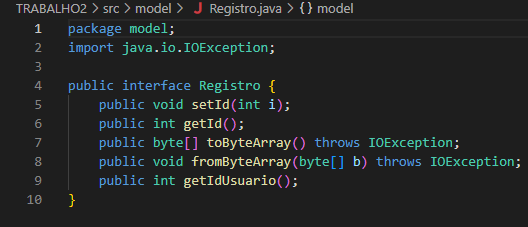 TRABALHO2 > src > model > J Registro.java > {} model
1 package model;
2 import java.io.IOException;
3
4 public interface Registro {
5 public void setId(int i);
6 public int getId();
7 public byte[] toByteArray() throws IOException;
8 public void fromByteArray(byte[] b) throws IOException;
9 public int getIdUsuario();
10 }